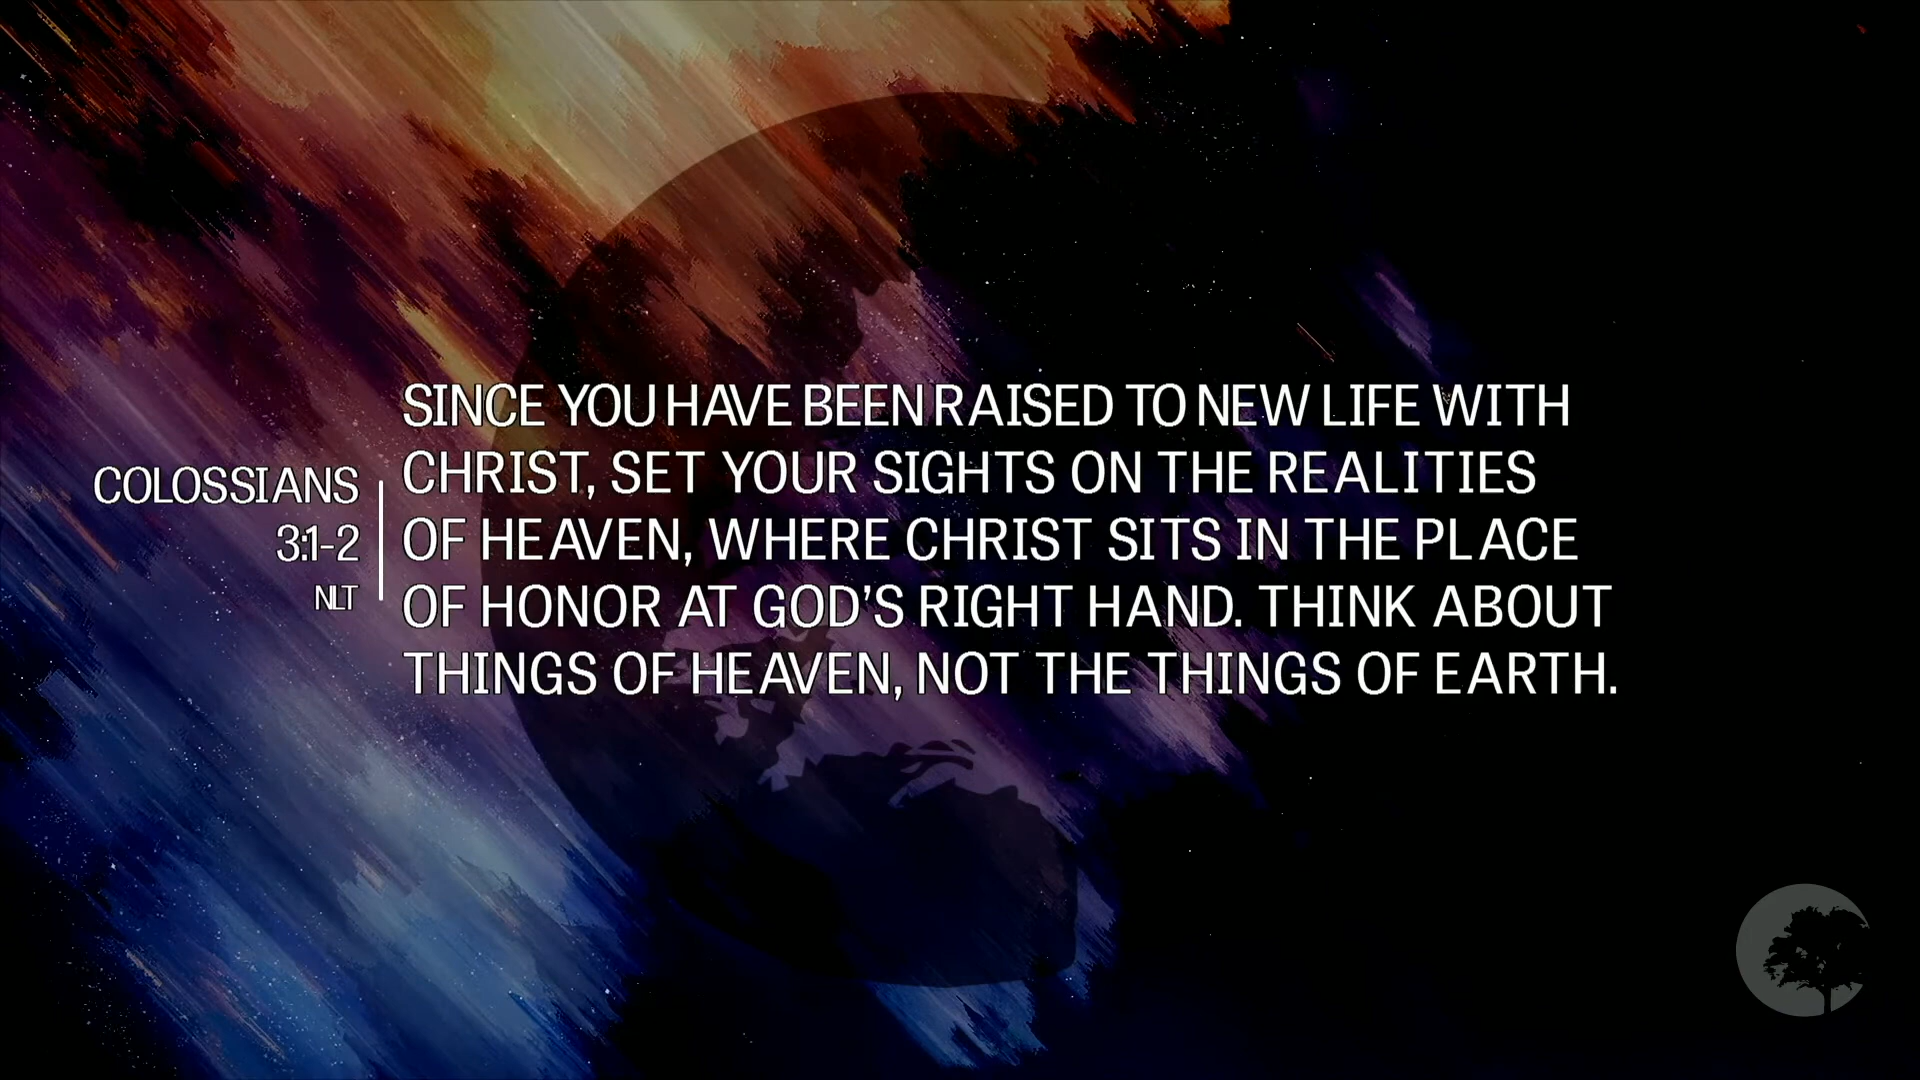 COLOSSIANS
3:1-2
NLT
SINCE YOU HAVE BEEN RAISED TO NEW LIFE WITH
CHRIST, SET YOUR SIGHTS ON THE REALITIES
OF HEAVEN, WHERE CHRIST SITS IN THE PLACE
OF HONOR AT GOD’S RIGHT HAND. THINK ABOUT
THINGS OF HEAVEN, NOT THE THINGS OF EARTH.